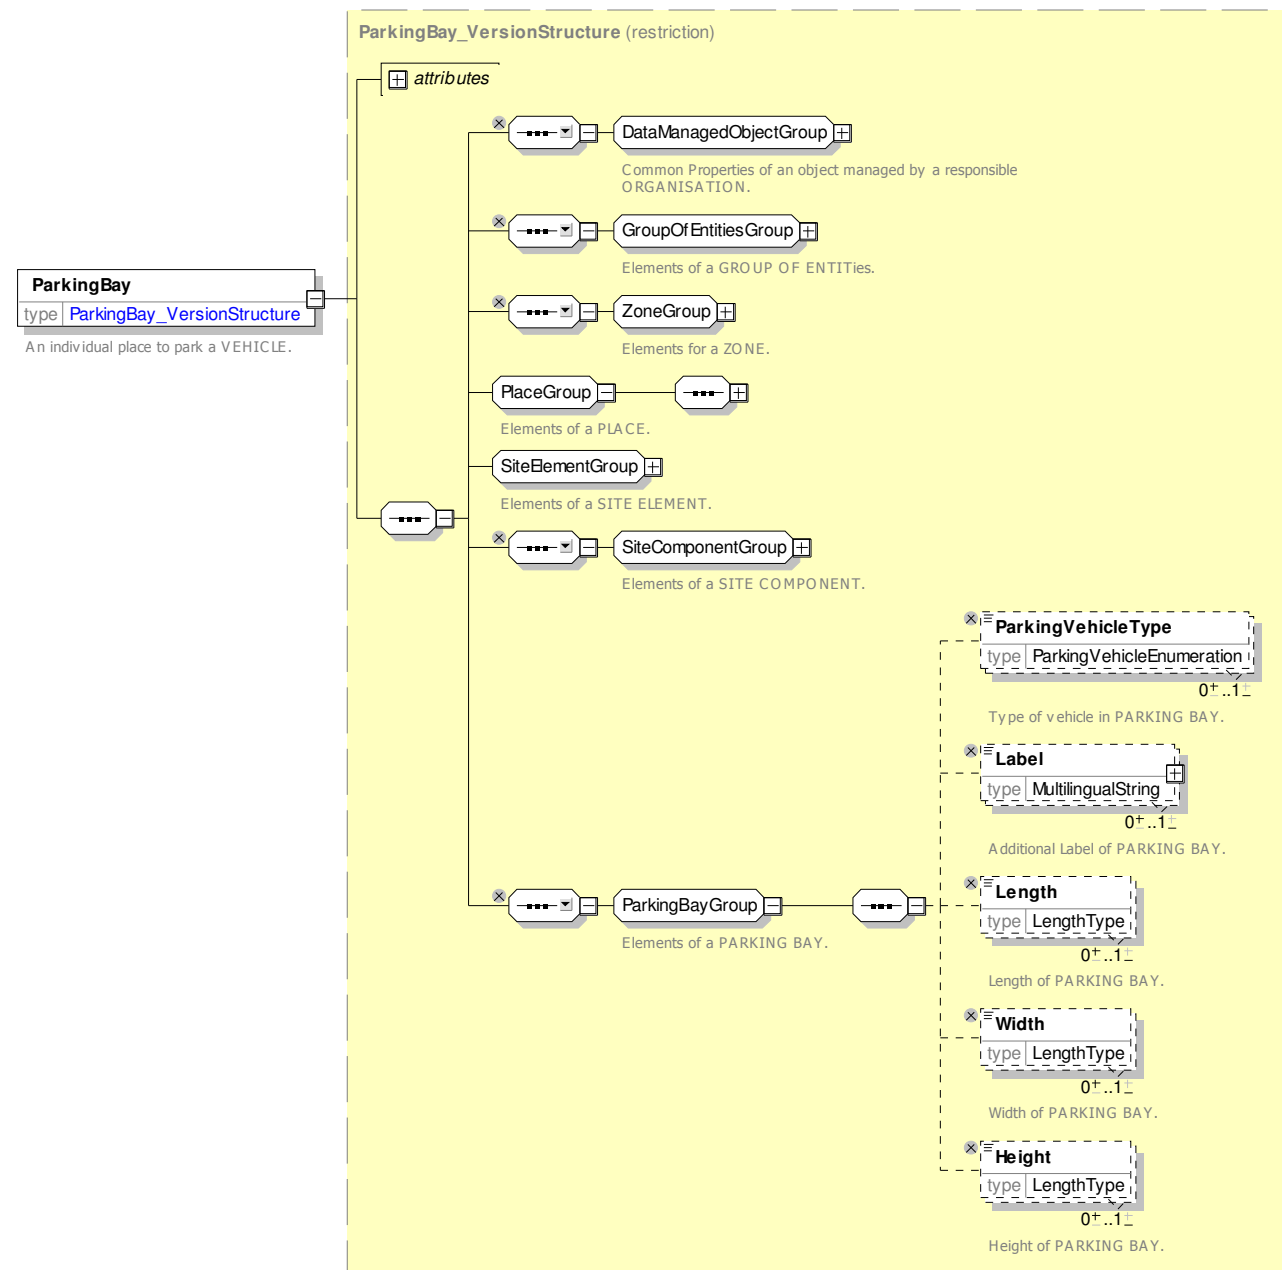 ParkingBay_VersionStructure (restriction)
attributes
DataManagedObjectGroup
Common Properties of an object managed by a responsible
ORGANISATION.
GroupOfEntitiesGroup
Elements of a GROUP OF ENTITies.
ParkingBay
type ParkingBay_VersionStructure
An individual place to park a VEHICLE.
ZoneGroup
Elements for a ZONE.
PlaceGroup
Elements of a PLACE.
SiteElementGroup
Elements of a SITE ELEMENT.
SiteComponentGroup
Elements of a SITE COMPONENT.
ParkingVehicleType
type ParkingVehicleEnumeration
0±..1±
Type of vehicle in PARKING BAY.
Label
type MultilingualString
0±..1±
Additional Label of PARKING BAY.
ParkingBayGroup
Elements of a PARKING BAY.
Length
type LengthType
0±..1±
Length of PARKING BAY.
Width
type LengthType
0±..1±
Width of PARKING BAY.
Height
type LengthType
0±..1±
Height of PARKING BAY.